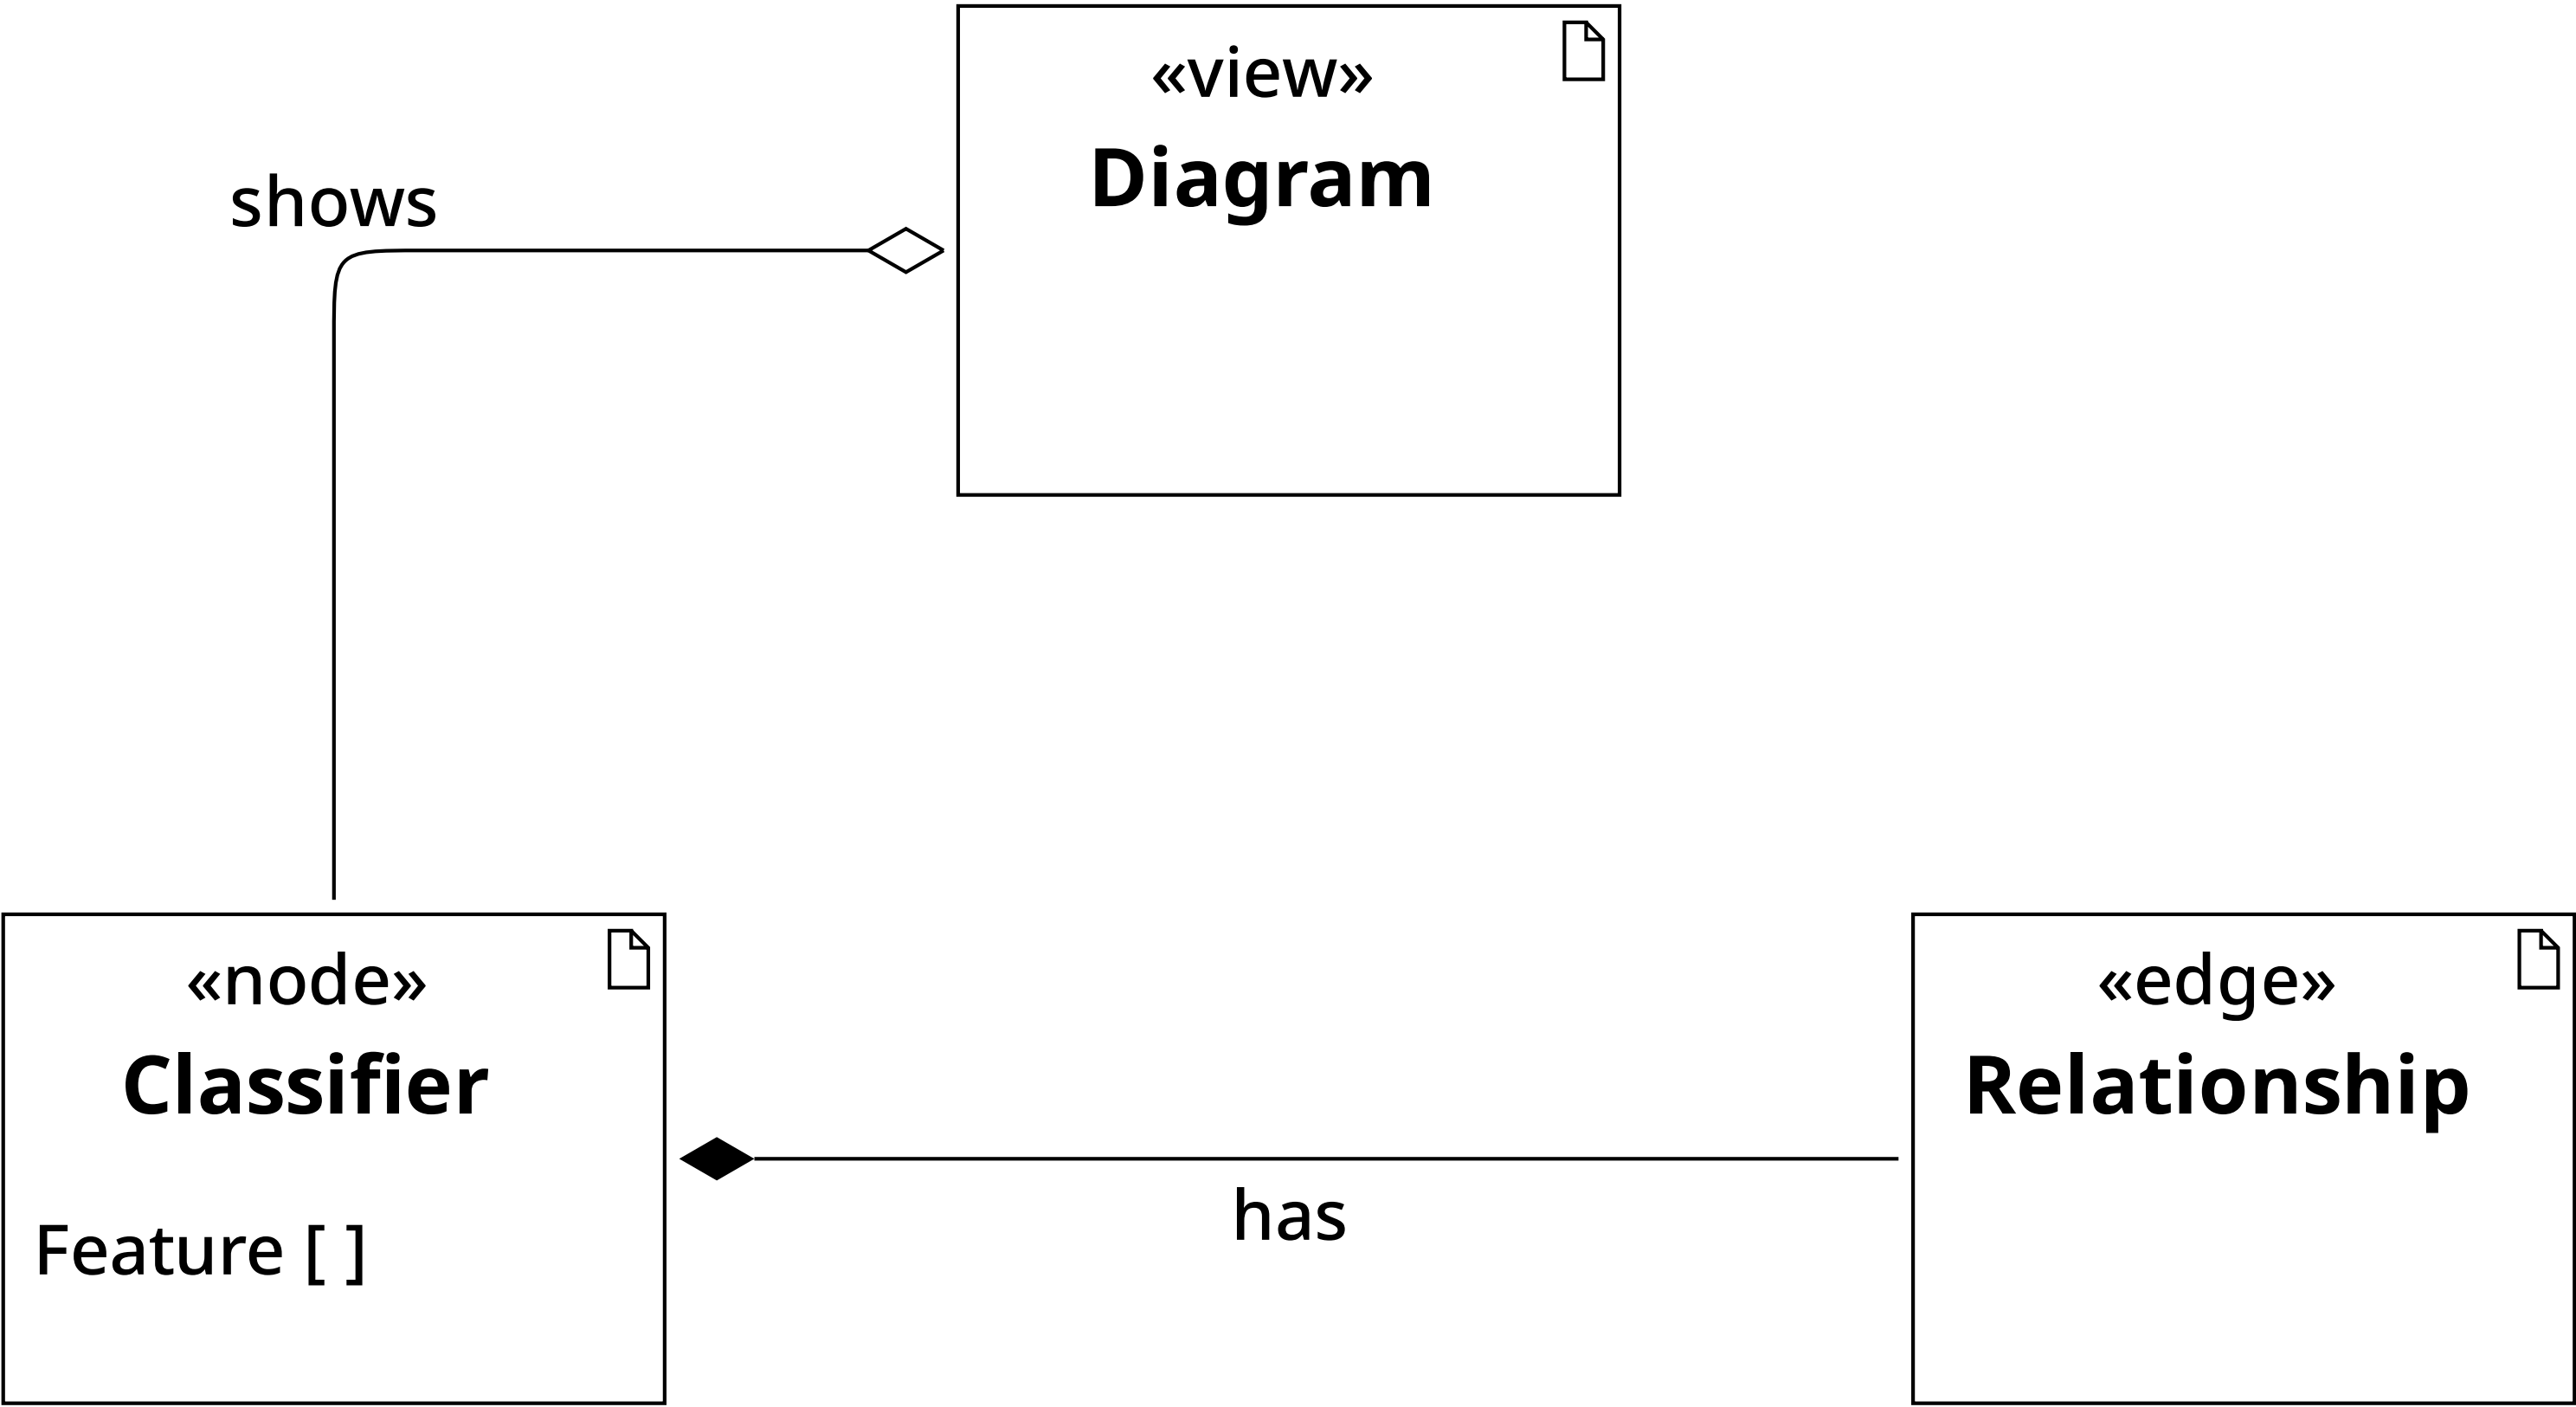 «view»
Diagram
shows
«node»
Classifier
Feature [ ]
has
«edge»
Relationship